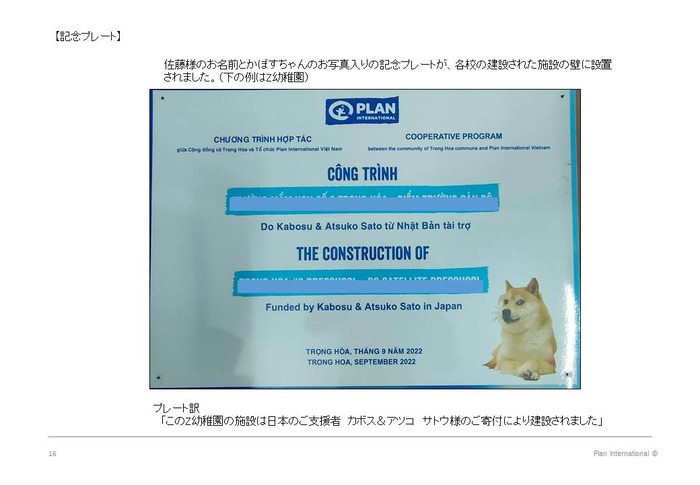 【記念プレート】
佐藤様のお名前とかぼすちゃんのお写真入りの記念プレートが、各校の建設された施設の壁に設置
されました。（下の例はZ幼稚園）
PLAN
INTERNATIONAL
CHƯƠNG TRÌNH HỢP TÁC
giữa Cộng đồng xã Trọng Hóa và Tổ chức Plan International Việt Nam
COOPERATIVE PROGRAM
between the community of Trong Hoa commune and Plan International Vietnam
CÔNG TRÌNH
Do Kabosu & Atsuko Sato từ Nhật Bản tài trợ
THE CONSTRUCTION OF
Funded by Kabosu & Atsuko Sato in Japan
TRỌNG HÓA, THÁNG 9 NĂM 2022
TRONG HOA, SEPTEMBER 2022
プレート訳
「このZ幼稚園の施設は日本のご支援者　カボス＆アツコ　サトウ様のご寄付により建設されました」
16
Plan International ©